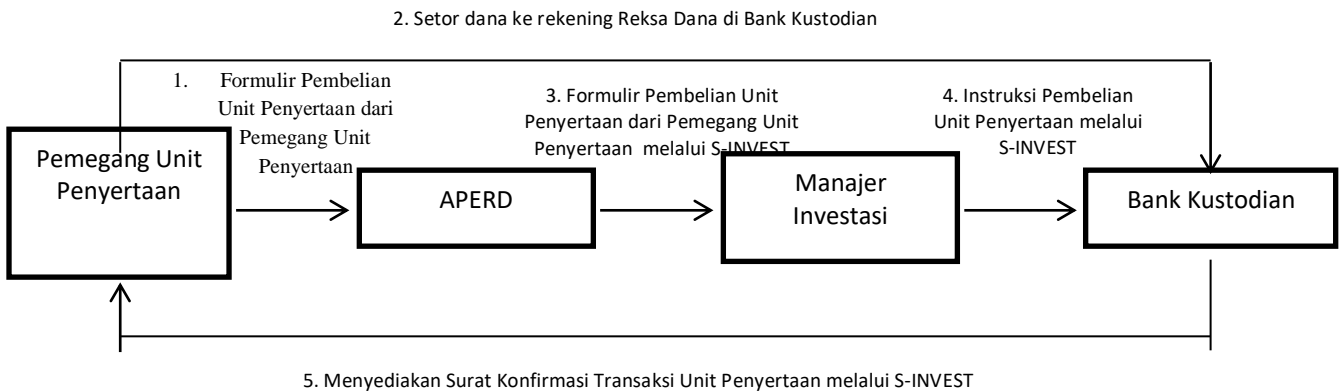 2. Setor dana ke rekening Reksa Dana di Bank Kustodian
1. Formulir Pembelian
Unit Penyertaan dari
Pemegang Unit
Penyertaan
3. Formulir Pembelian Unit
Penyertaan dari Pemegang Unit
Penyertaan melalui S-INVEST
4. Instruksi Pembelian
Unit Penyertaan melalui
S-INVEST
Pemegang Unit
Penyertaan
APERD
Manajer
Investasi
Bank Kustodian
5. Menyediakan Surat Konfirmasi Transaksi Unit Penyertaan melalui S-INVEST